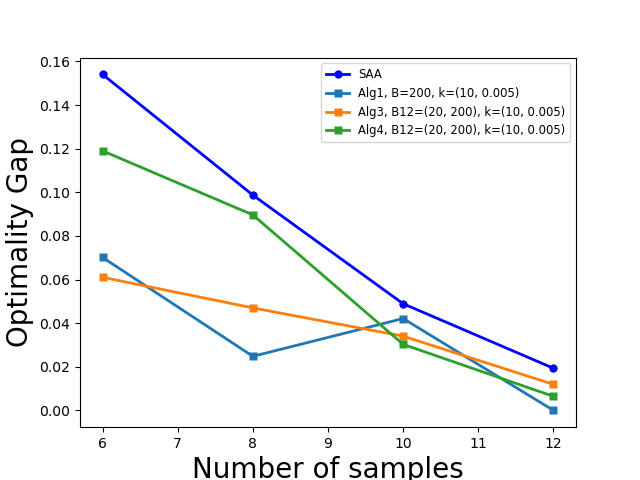 0.16
0.14
0.12
0.10
0.08
0.06
0.04
0.02
0.00
Optimality Gap
SAA
Alg1, B=200, k=(10, 0.005)
Alg3, B12=(20, 200), k=(10, 0.005)
Alg4, B12=(20, 200), k=(10, 0.005)
6 7 8 9 10 11 12
Number of samples